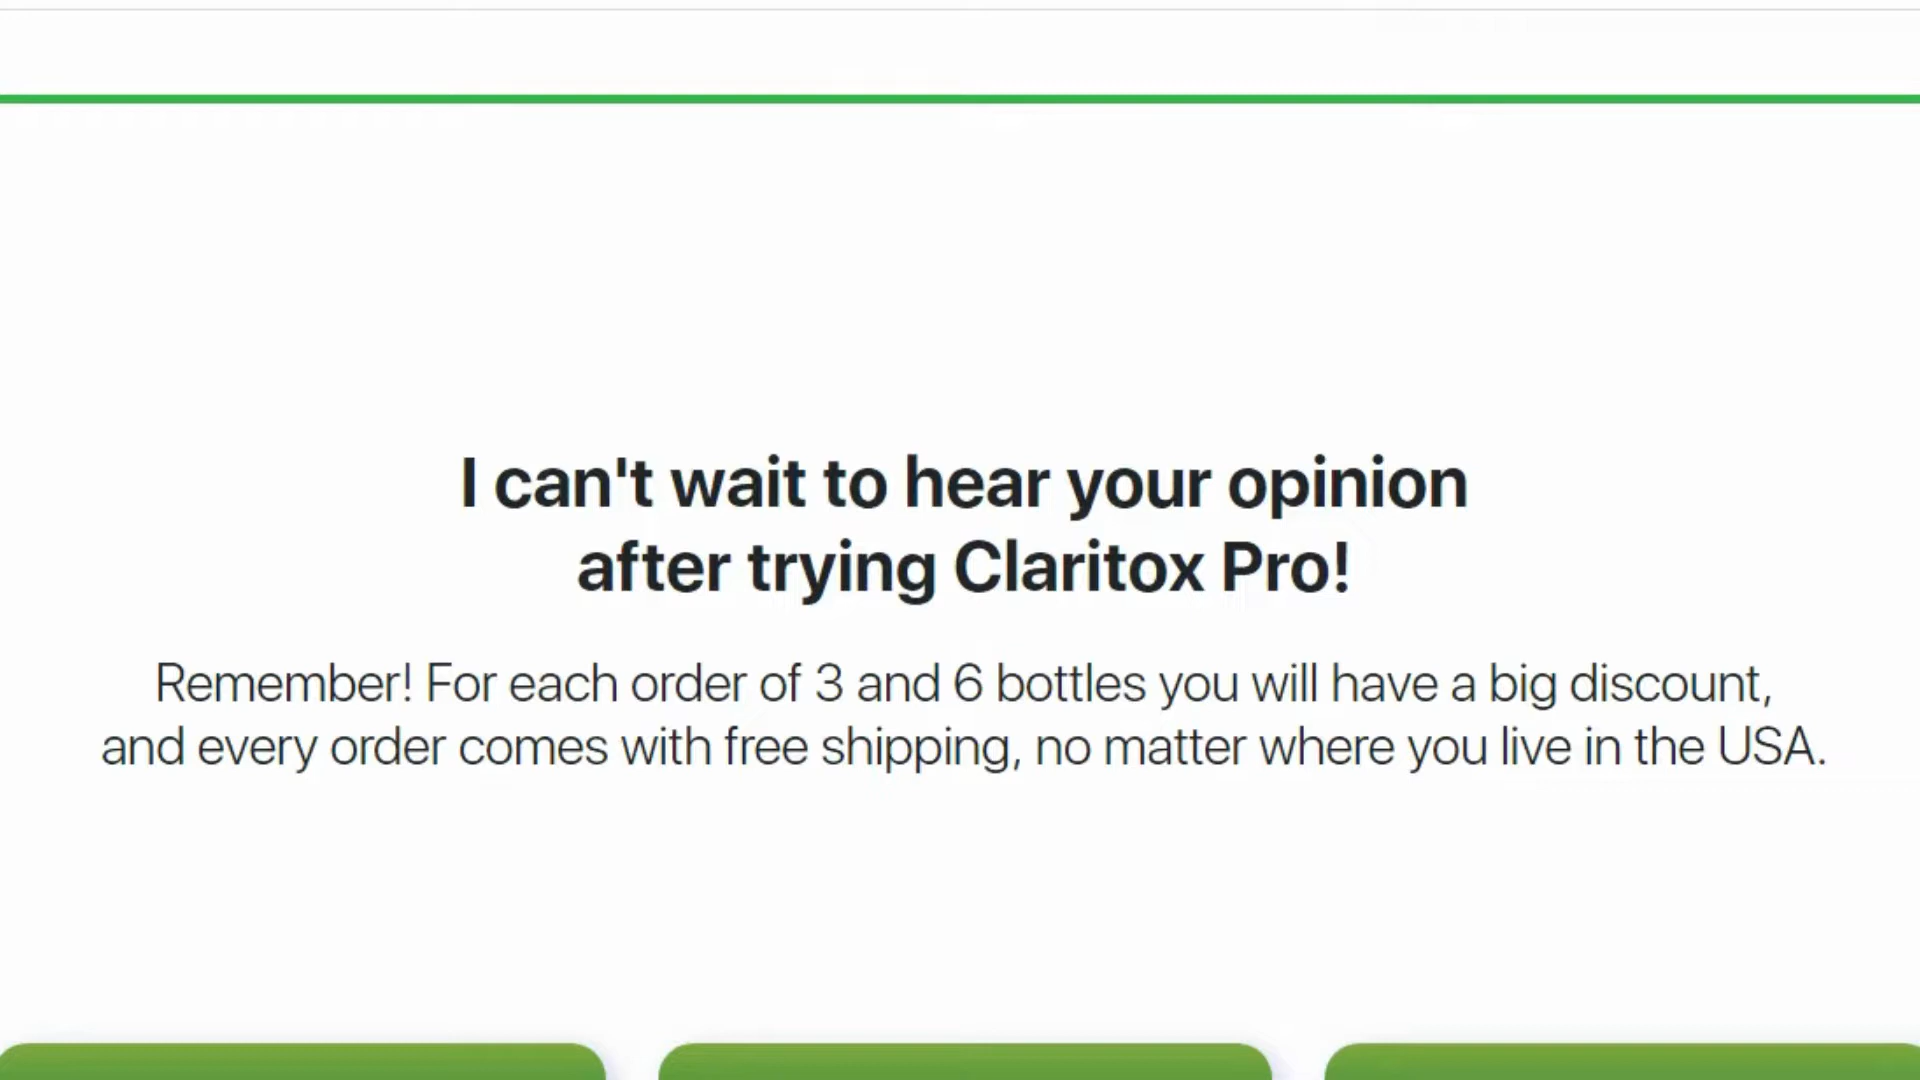 I can't wait to hear your opinion
after trying Claritox Pro!
Remember! For each order of 3 and 6 bottles you will have a big discount,
and every order comes with free shipping, no matter where you live in the USA.